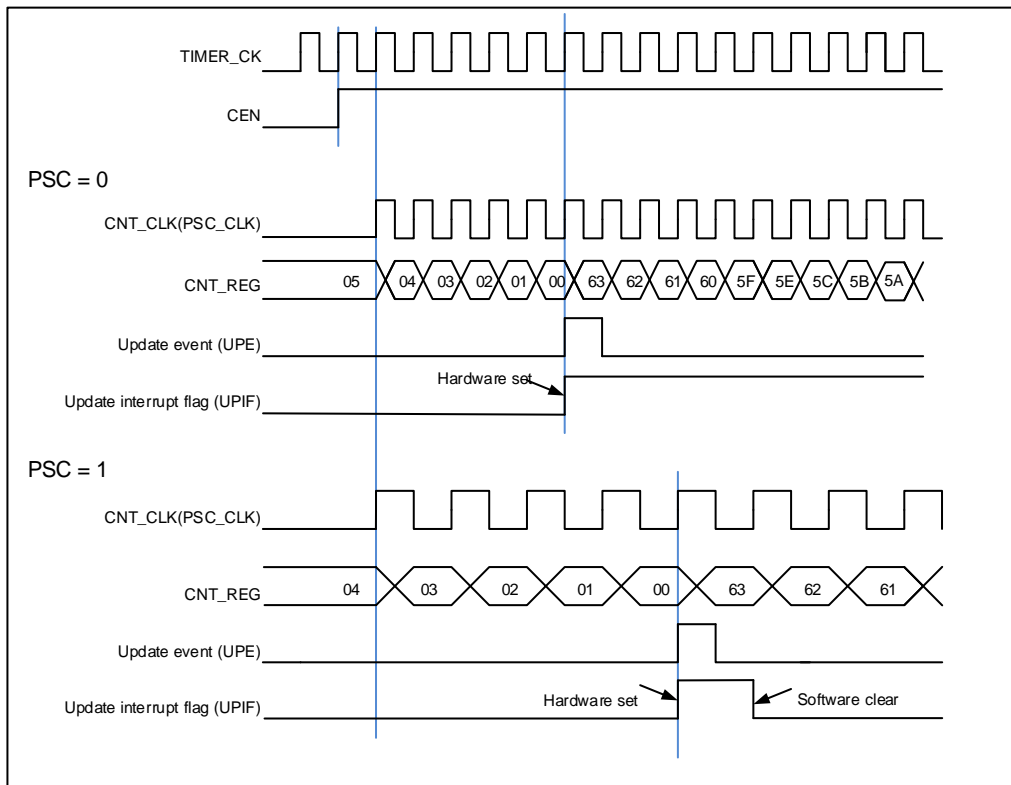 TIMER_CK
CEN
PSC = 0
CNT_CLK(PSC_CLK)
CNT_REG 05 04 03 02 01 00 63 62 61 60 5F 5E 5C 5B 5A
Update event (UPE)
Hardware set
Update interrupt flag (UPIF)
PSC = 1
CNT_CLK(PSC_CLK)
CNT_REG 04 03 02 01 00 63 62 61
Update event (UPE)
Update interrupt flag (UPIF) Hardware set Software clear